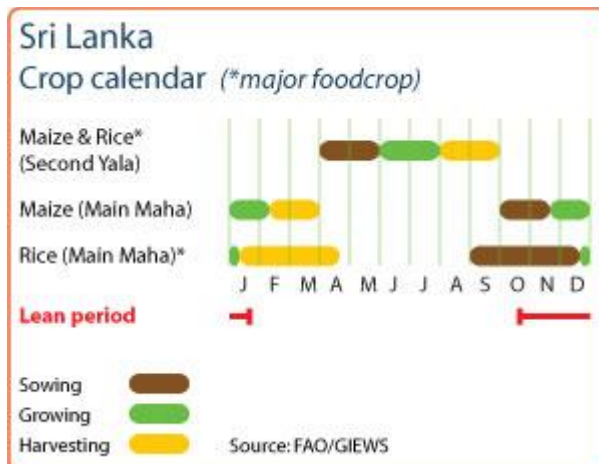 Sri Lanka
Crop calendar (*major foodcrop)
Maize & Rice*
(Second Yala)
Maize (Main Maha)
Rice (Main Maha)*
J F M A M J J A S O N D
Lean period
Sowing
Growing
Harvesting Source: FAO/GIEWS